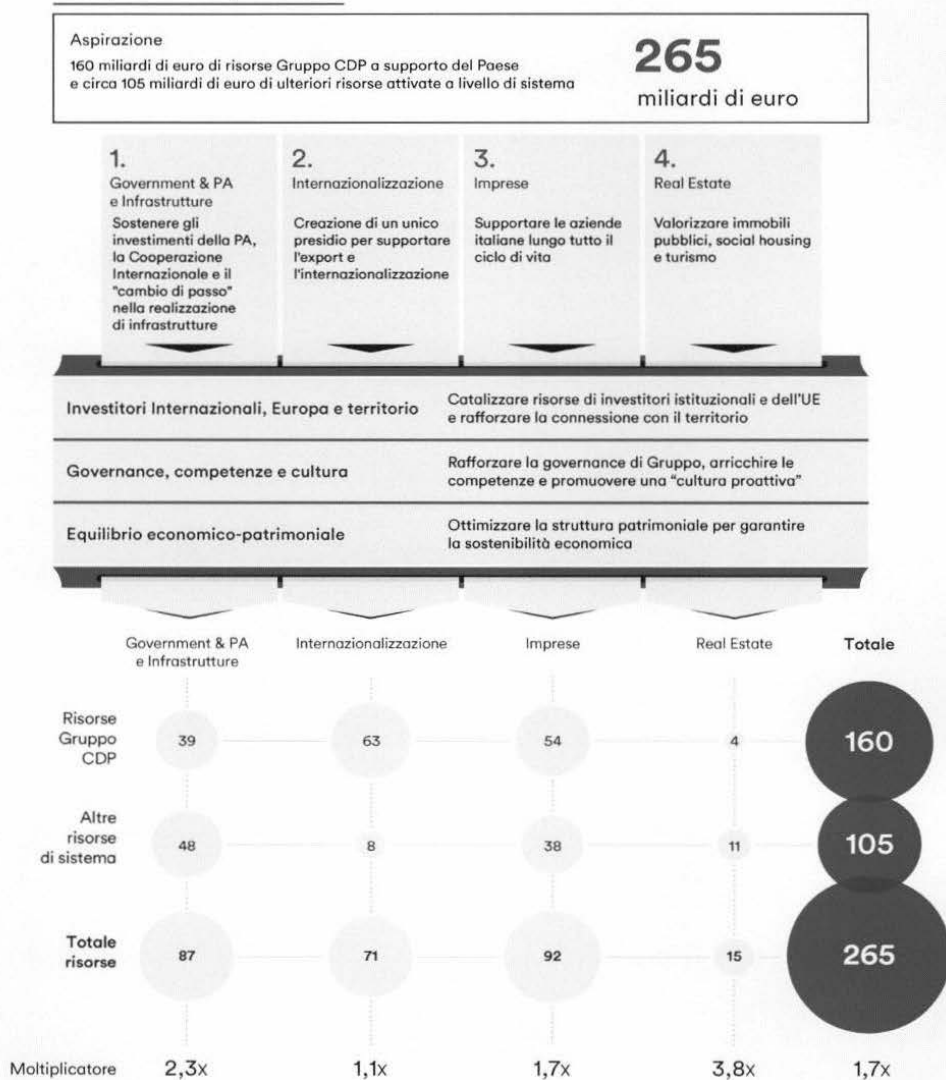 Aspirazione
160 miliardi di euro di risorse Gruppo CDP a supporto del Paese
e circa 105 miliardi di euro di ulteriori risorse attivate a livello di sistema
265
miliardi di euro
1.
Government & PA
e Infrastrutture
Sostenere gli
investimenti della PA,
la Cooperazione
Internazionale e il
"cambio di passo"
nella realizzazione
di infrastrutture
2.
Internazionalizzazione
Creazione di un unico
presidio per supportare
l'export e
l'internazionalizzazione
3.
Imprese
Supportare le aziende
italiane lungo tutto il
ciclo di vita
4.
Real Estate
Valorizzare immobili
pubblici, social housing
e turismo
Investitori Internazionali, Europa e territorio
Catalizzare risorse di investitori istituzionali e dell'UE
e rafforzare la connessione con il territorio
Governance, competenze e cultura
Rafforzare la governance di Gruppo, arricchire le
competenze e promuovere una “cultura proattiva”
Equilibrio economico-patrimoniale
Ottimizzare la struttura patrimoniale per garantire
la sostenibilità economica
Government & PA
e Infrastrutture
Internazionalizzazione
Imprese
Real Estate
Totale
Risorse
Gruppo
CDP
39 63 54 4 160
Altre
risorse
di sistema
48 8 38 11 105
Totale
risorse
87 71 92 15 265
Moltiplicatore 2,3x 1,1x 1,7x 3,8x 1,7x